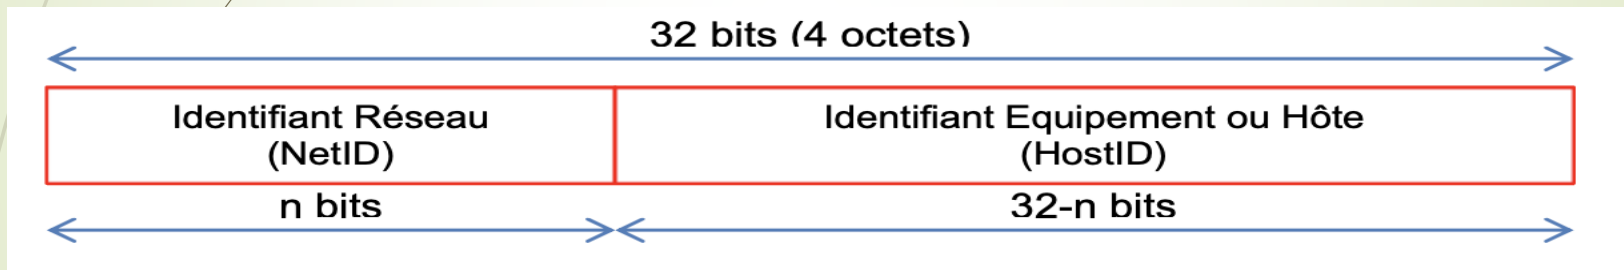 32 bits (4 octets)
Identifiant Réseau
(NetID)
Identifiant Equipement ou Hôte
(HostID)
n bits
32-n bits